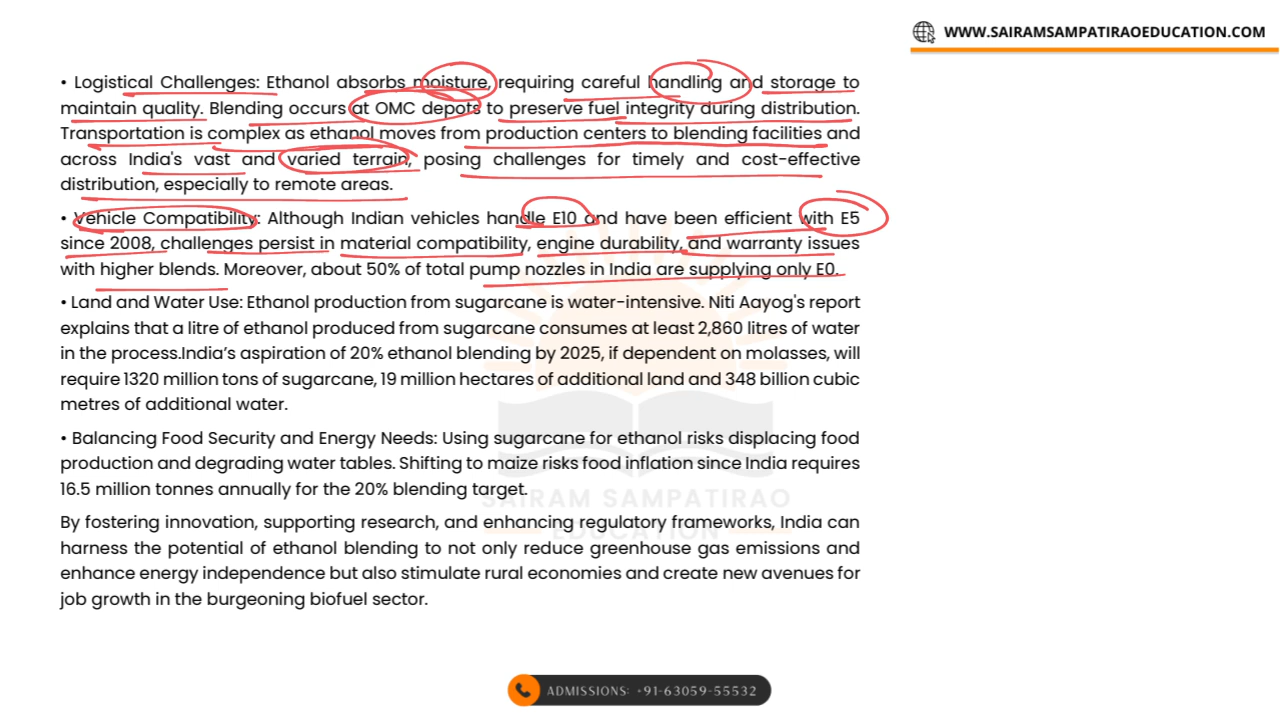 WWW.SAIRAMSAMPATIRAOEDUCATION.COM
• Logistical Challenges: Ethanol absorbs moisture, requiring careful handling and storage to
maintain quality. Blending occurs at OMC depots to preserve fuel integrity during distribution.
Transportation is complex as ethanol moves from production centers to blending facilities and
across India's vast and varied terrain, posing challenges for timely and cost-effective
distribution, especially to remote areas.
• Vehicle Compatibility: Although Indian vehicles handle E10 and have been efficient with E5
since 2008, challenges persist in material compatibility, engine durability, and warranty issues
with higher blends. Moreover, about 50% of total pump nozzles in India are supplying only E0.
• Land and Water Use: Ethanol production from sugarcane is water-intensive. Niti Aayog's report
explains that a litre of ethanol produced from sugarcane consumes at least 2,860 litres of water
in the process.India’s aspiration of 20% ethanol blending by 2025, if dependent on molasses, will
require 1320 million tons of sugarcane, 19 million hectares of additional land and 348 billion cubic
metres of additional water.
• Balancing Food Security and Energy Needs: Using sugarcane for ethanol risks displacing food
production and degrading water tables. Shifting to maize risks food inflation since India requires
16.5 million tonnes annually for the 20% blending target.
SAIRAM SAMPATIRAO
EDUCATION
By fostering innovation, supporting research, and enhancing regulatory frameworks, India can
harness the potential of ethanol blending to not only reduce greenhouse gas emissions and
enhance energy independence but also stimulate rural economies and create new avenues for
job growth in the burgeoning biofuel sector.
ADMISSIONS: +91-63059-55532